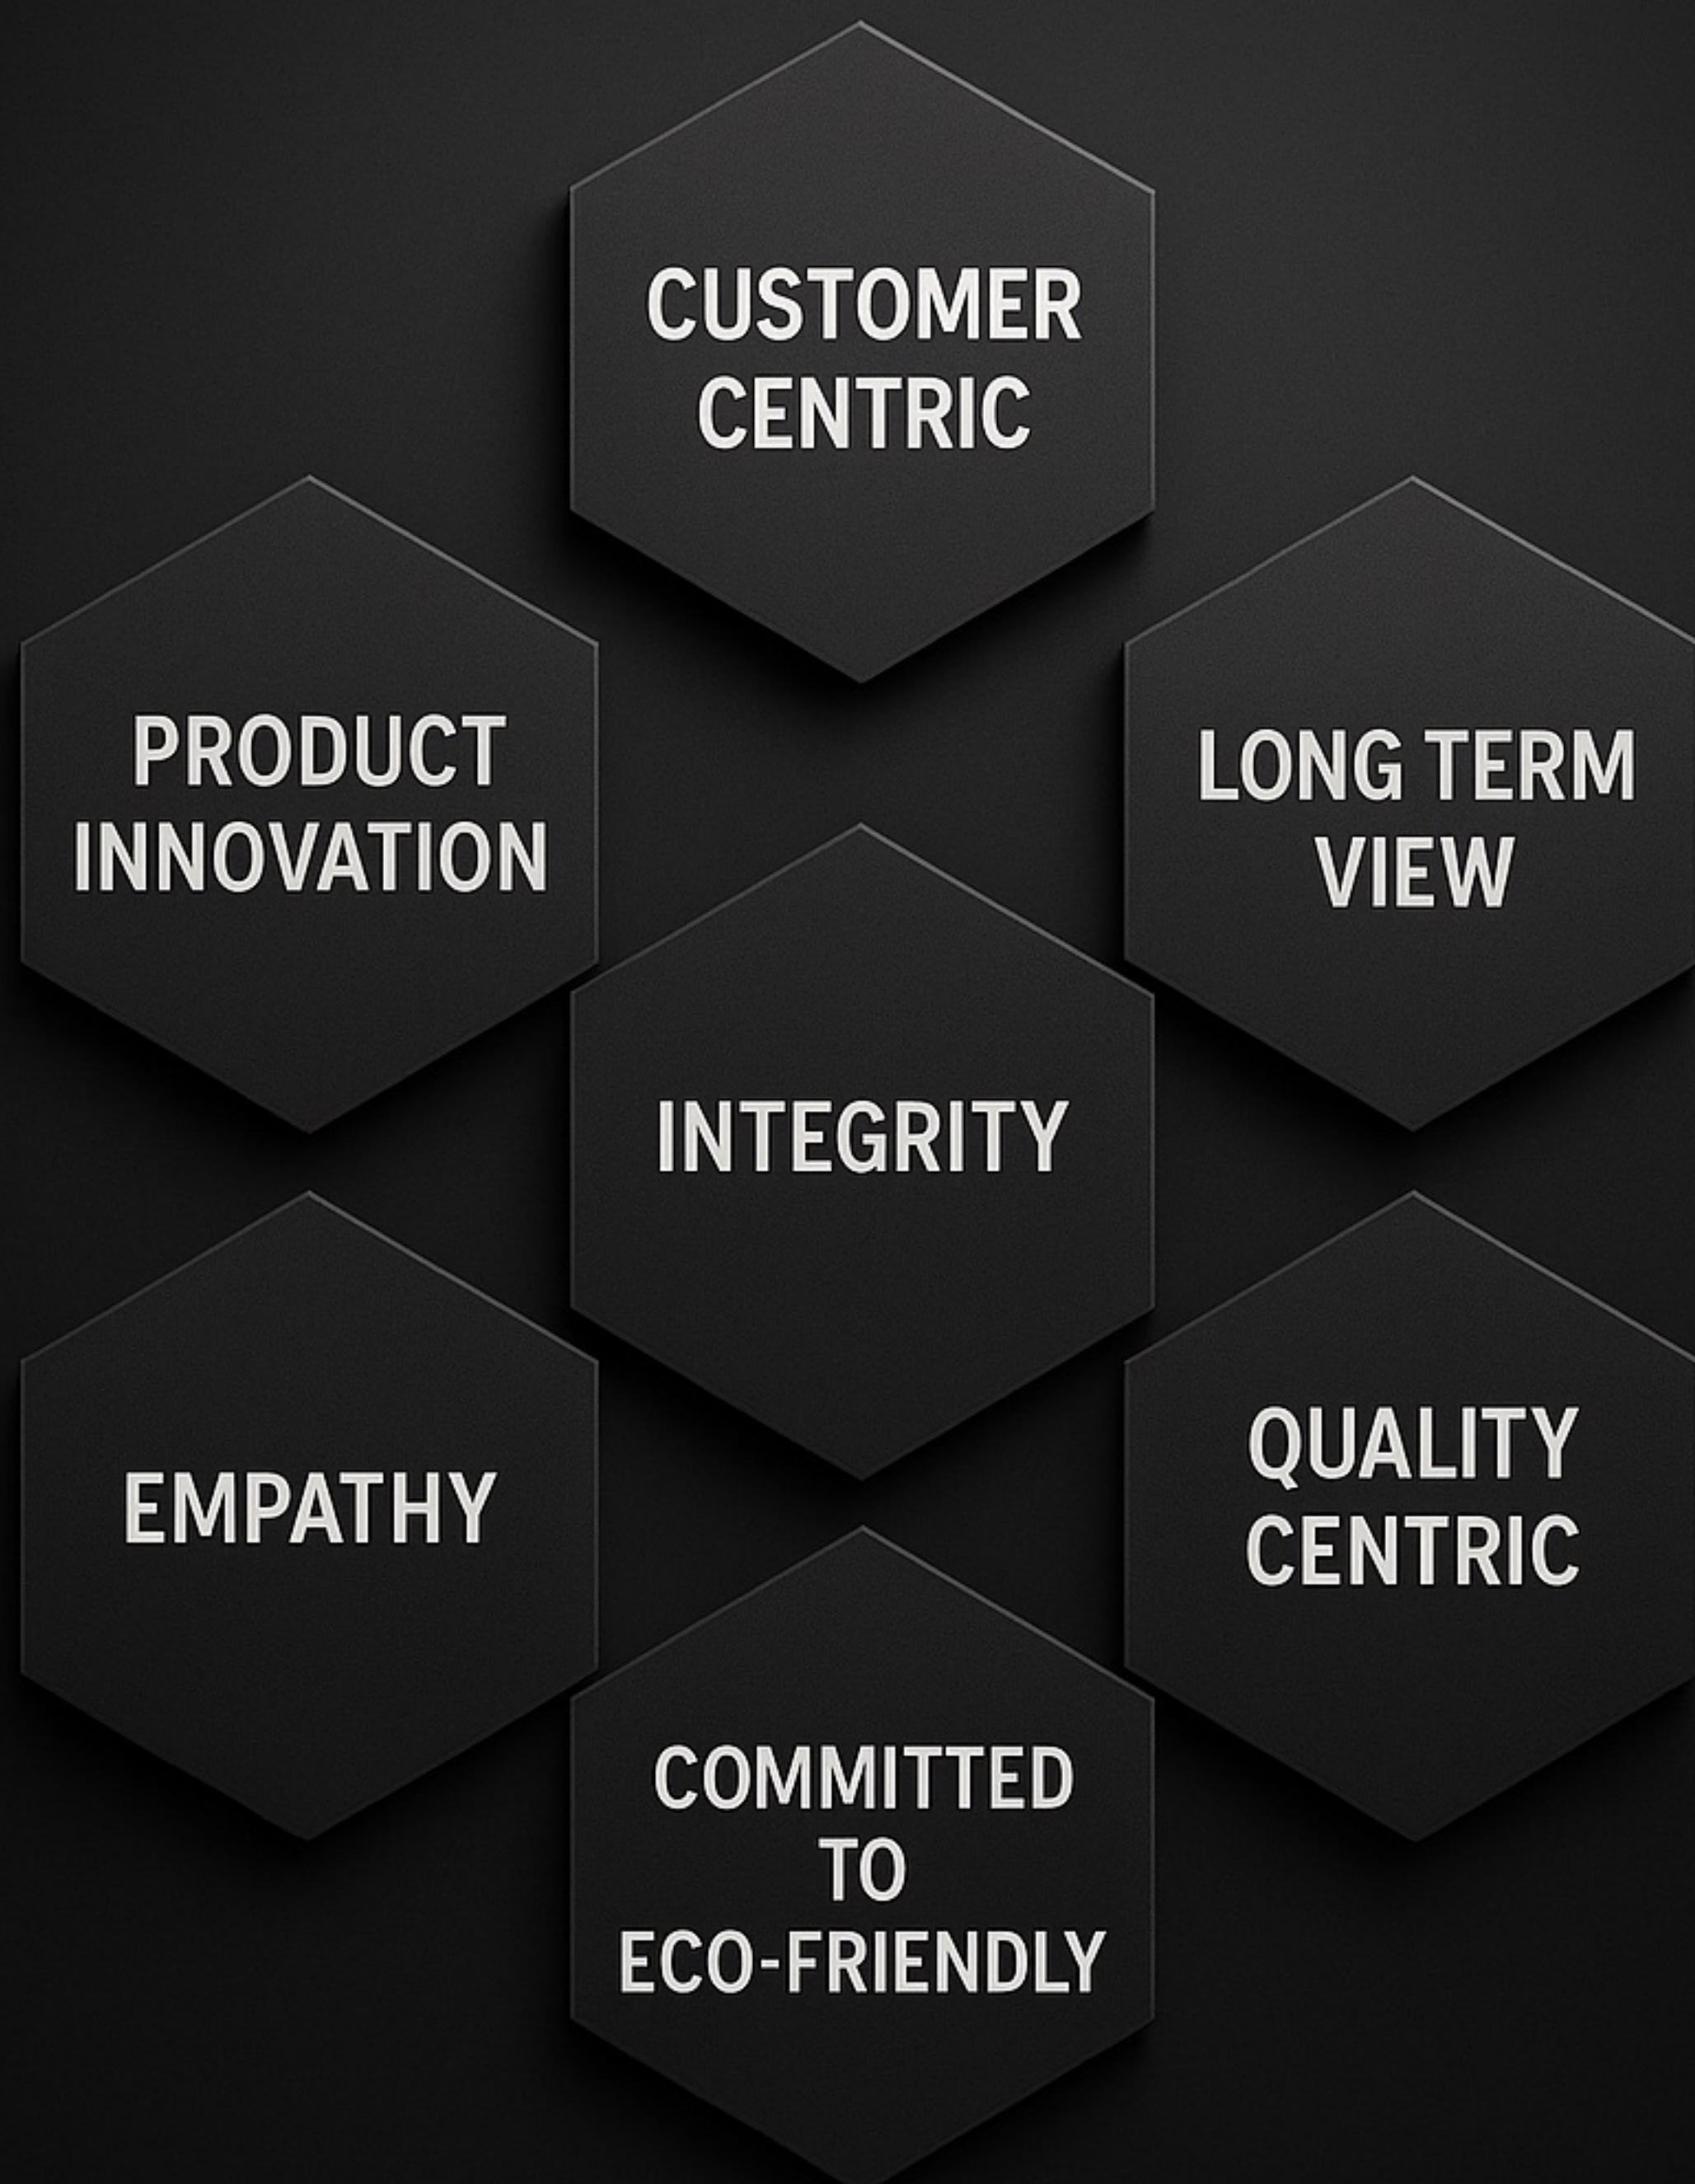 CUSTOMER
CENTRIC
PRODUCT
INNOVATION
LONG TERM
VIEW
INTEGRITY
EMPATHY
QUALITY
CENTRIC
COMMITTED
TO
ECO-FRIENDLY